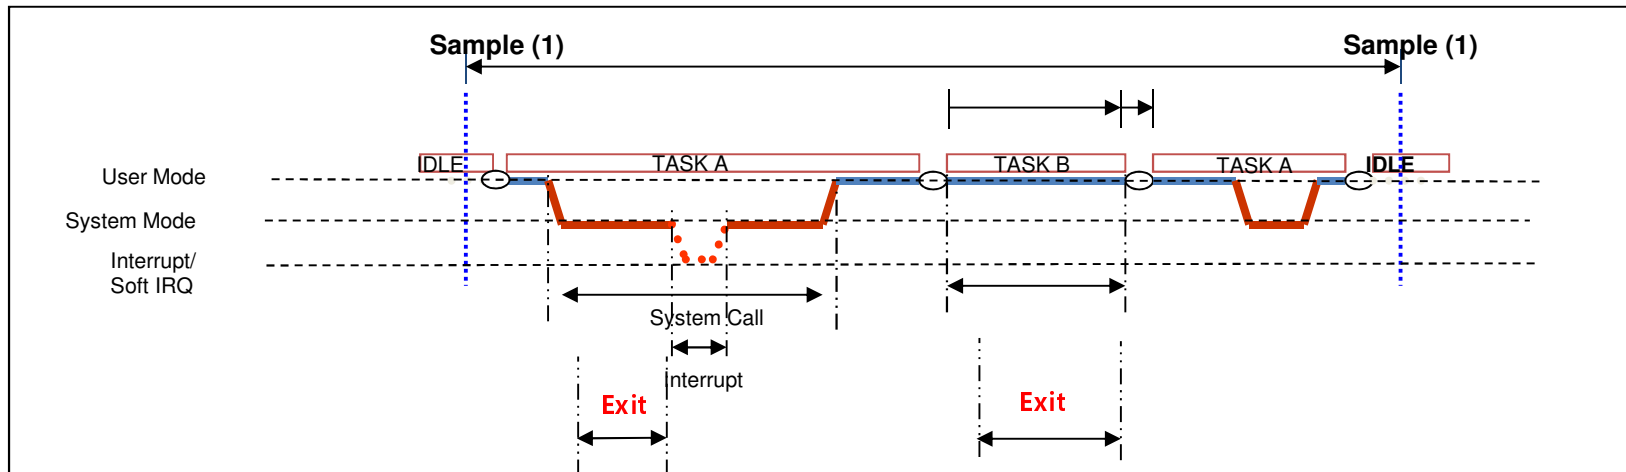 Sample (1) Sample (1)
IDLE TASK A TASK B TASK A IDLE
User Mode
System Mode
Interrupt/
Soft IRQ
System Call
Interrupt
Exit Exit